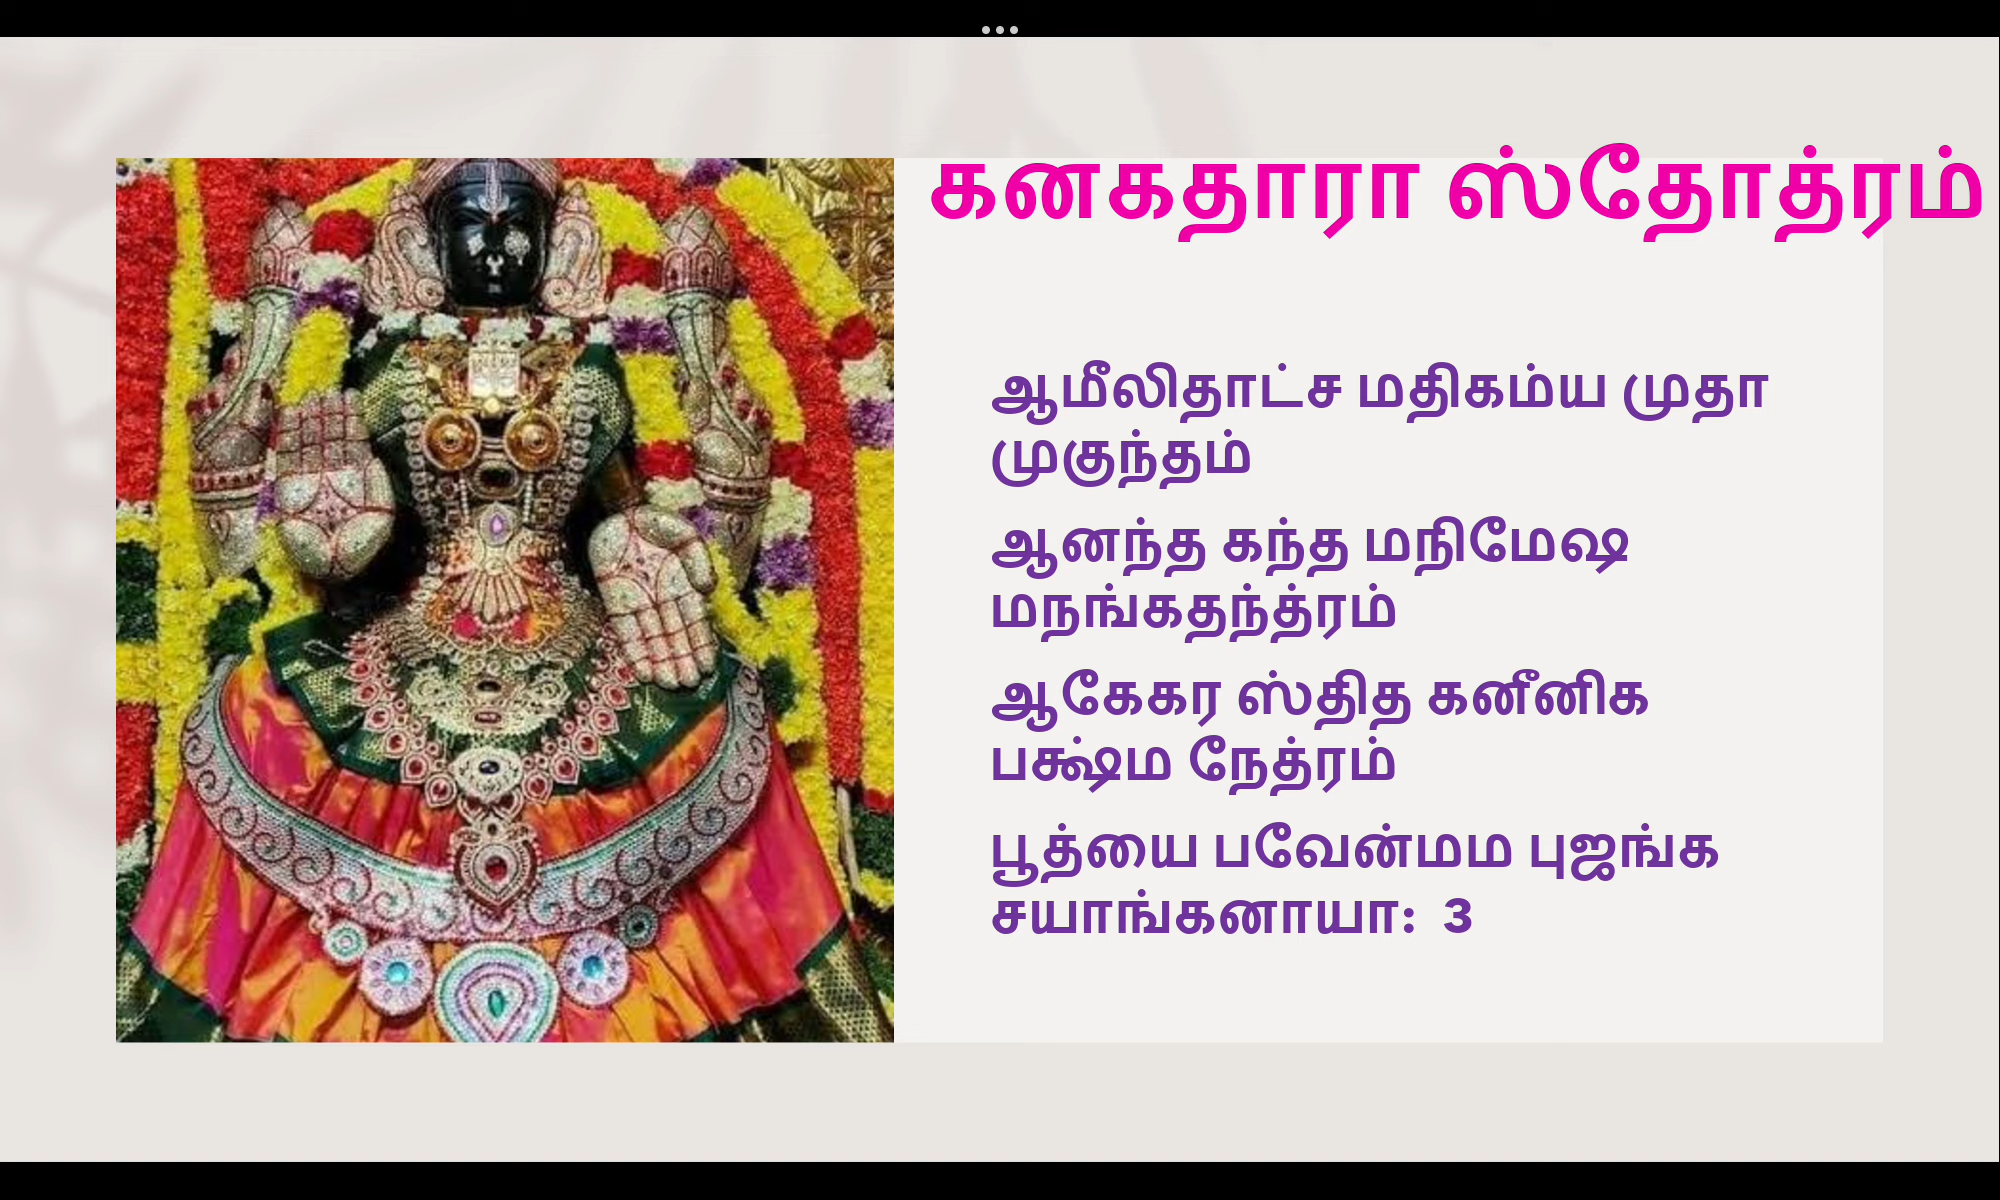 கனகதாரா ஸ்தோத்ரம்
ஆமீலிதாட்ச மதிகம்ய முதா
முகுந்தம்
ஆனந்த கந்த மநிமேஷ
மநங்கதந்த்ரம்
ஆகேகர ஸ்தித கனீனிக
பக்ஷ்ம நேத்ரம்
பூத்யை பவேன்மம புஜங்க
சயாங்கனாயா: 3